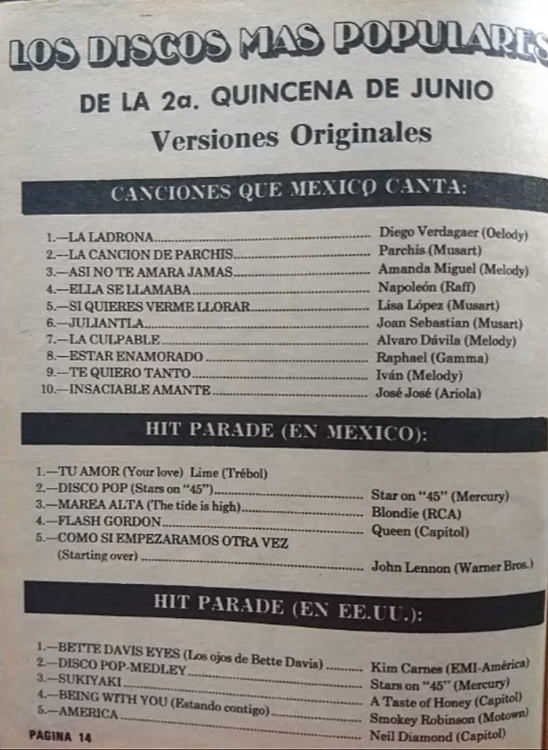 LOS DISCOS MAS POPULARES
DE LA 2a. QUINCENA DE JUNIO
Versiones Originales
CANCIONES QUE MEXICO CANTA:
1.—LA LADRONA........................ Diego Verdagaer (Oelody)
2.—LA CANCION DE PARCHIS........................ Parchís (Musart)
3.—ASI NO TE AMARA JAMAS........................ Amanda Miguel (Melody)
4.—ELLA SE LLAMABA........................ Napoleón (Raff)
5.—SI QUIERES VERME LLORAR........................ Lisa López (Musart)
6.—JULIANTLA........................ Joan Sebastian (Musart)
7.—LA CULPABLE........................ Alvaro Dávila (Melody)
8.—ESTAR ENAMORADO........................ Raphael (Gamma)
9.—TE QUIERO TANTO........................ Iván (Melody)
10.—INSACIABLE AMANTE........................ José José (Ariola)
HIT PARADE (EN MEXICO):
1.—TU AMOR (Your love) Lime (Trébol)
2.—DISCO POP (Stars on "45")........................ Star on "45" (Mercury)
3.—MAREA ALTA (The tide is high)........................ Blondie (RCA)
4.—FLASH GORDON........................ Queen (Capitol)
5.—COMO SI EMPEZARAMOS OTRA VEZ
(Starting over)........................ John Lennon (Warner Bros.)
HIT PARADE (EN EE.UU.):
1.—BETTE DAVIS EYES (Los ojos de Bette Davis) .......... Kim Carnes (EMI-América)
2.—DISCO POP-MEDLEY........................ Stars on "45" (Mercury)
3.—SUKIYAKI........................ A Taste of Honey (Capitol)
4.—BEING WITH YOU (Estando contigo)........................ Smokey Robinson (Motown)
5.—AMERICA........................ Neil Diamond (Capitol)
PAGINA 14